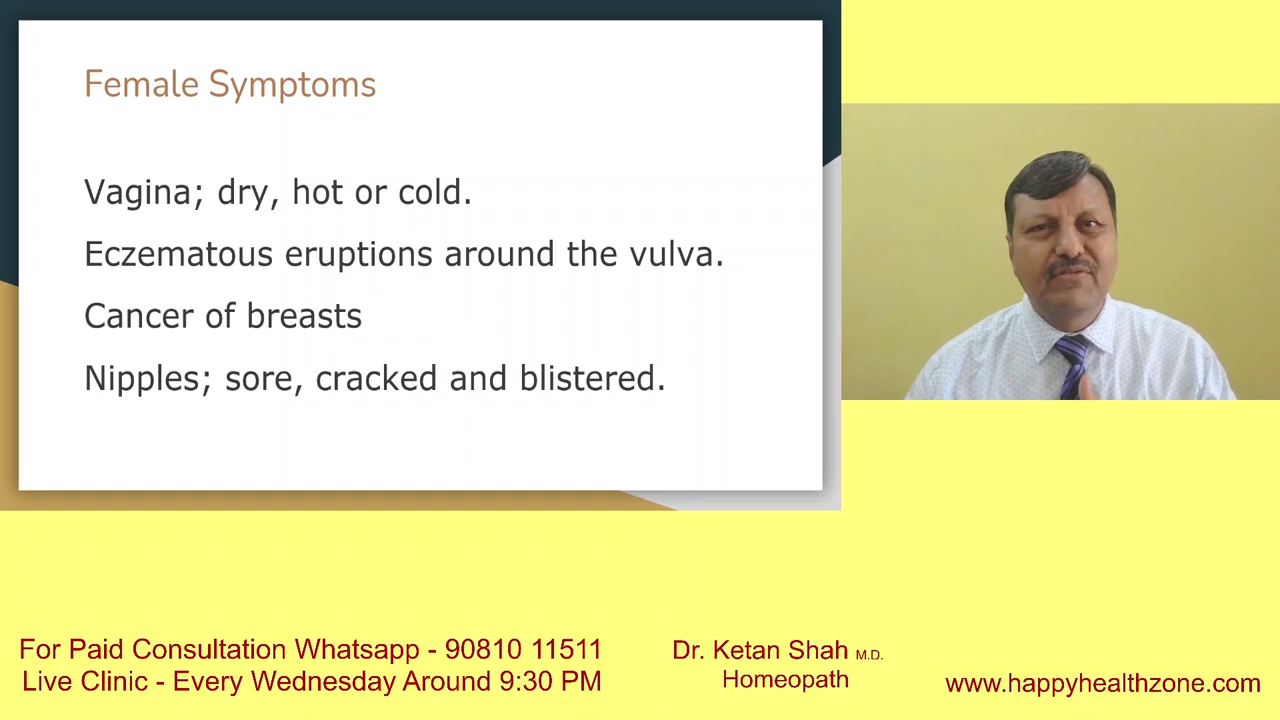 Female Symptoms
Vagina; dry, hot or cold.
Eczematous eruptions around the vulva.
Cancer of breasts
Nipples; sore, cracked and blistered.
For Paid Consultation Whatsapp - 90810 11511
Live Clinic - Every Wednesday Around 9:30 PM
Dr. Ketan Shah M.D.
Homeopath
www.happyhealthzone.com